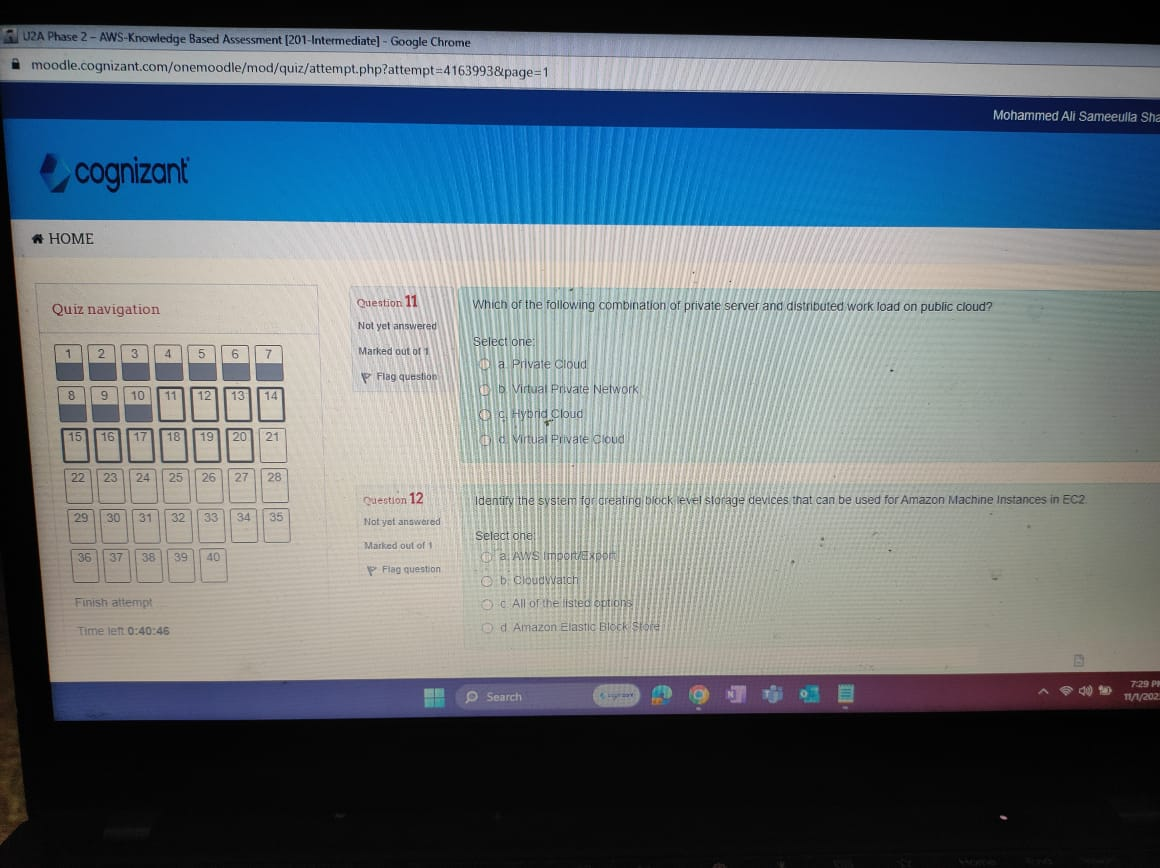 U2A Phase 2 – AWS-Knowledge Based Assessment [201-Intermediate] - Google Chrome
moodle.cognizant.com/onemoodle/mod/quiz/attempt.php?attempt=4163993&page=1
Mohammed Ali Sameeulla Sha
cognizant
HOME
Quiz navigation
1 2 3 4 5 6 7
8 9 10 11 12 13 14
15 16 17 18 19 20 21
22 23 24 25 26 27 28
29 30 31 32 33 34 35
36 37 38 39 40
Finish attempt
Time left 0:40:46
Question 11
Not yet answered
Marked out of 1
Flag question
Which of the following combination of private server and distributed work load on public cloud?
Select one:
a. Private Cloud
b. Virtual Private Network
c. Hybrid Cloud
d. Virtual Private Cloud
Question 12
Not yet answered
Marked out of 1
Flag question
Identify the system for creating block level storage devices that can be used for Amazon Machine Instances in EC2.
Select one:
a. AWS Import/Export
b. CloudWatch
c. All of the listed options
d. Amazon Elastic Block Store
Search
7:29 P
11/1/202